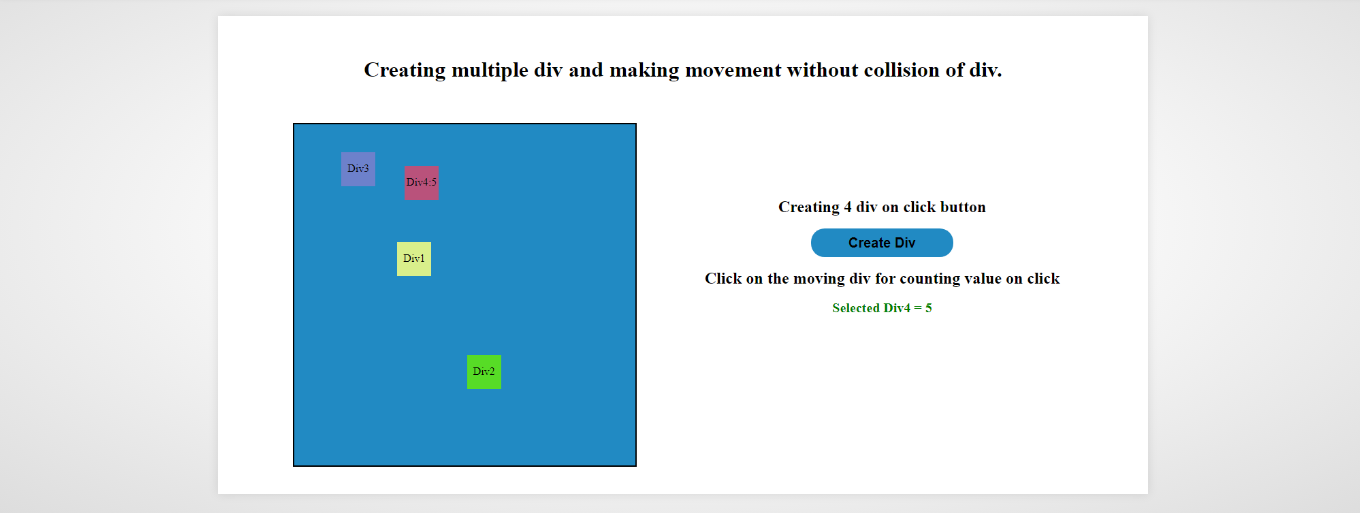 Creating multiple div and making movement without collision of div.
Div3
Div4:5
Div1
Div2
Creating 4 div on click button
Create Div
Click on the moving div for counting value on click
Selected Div4 = 5